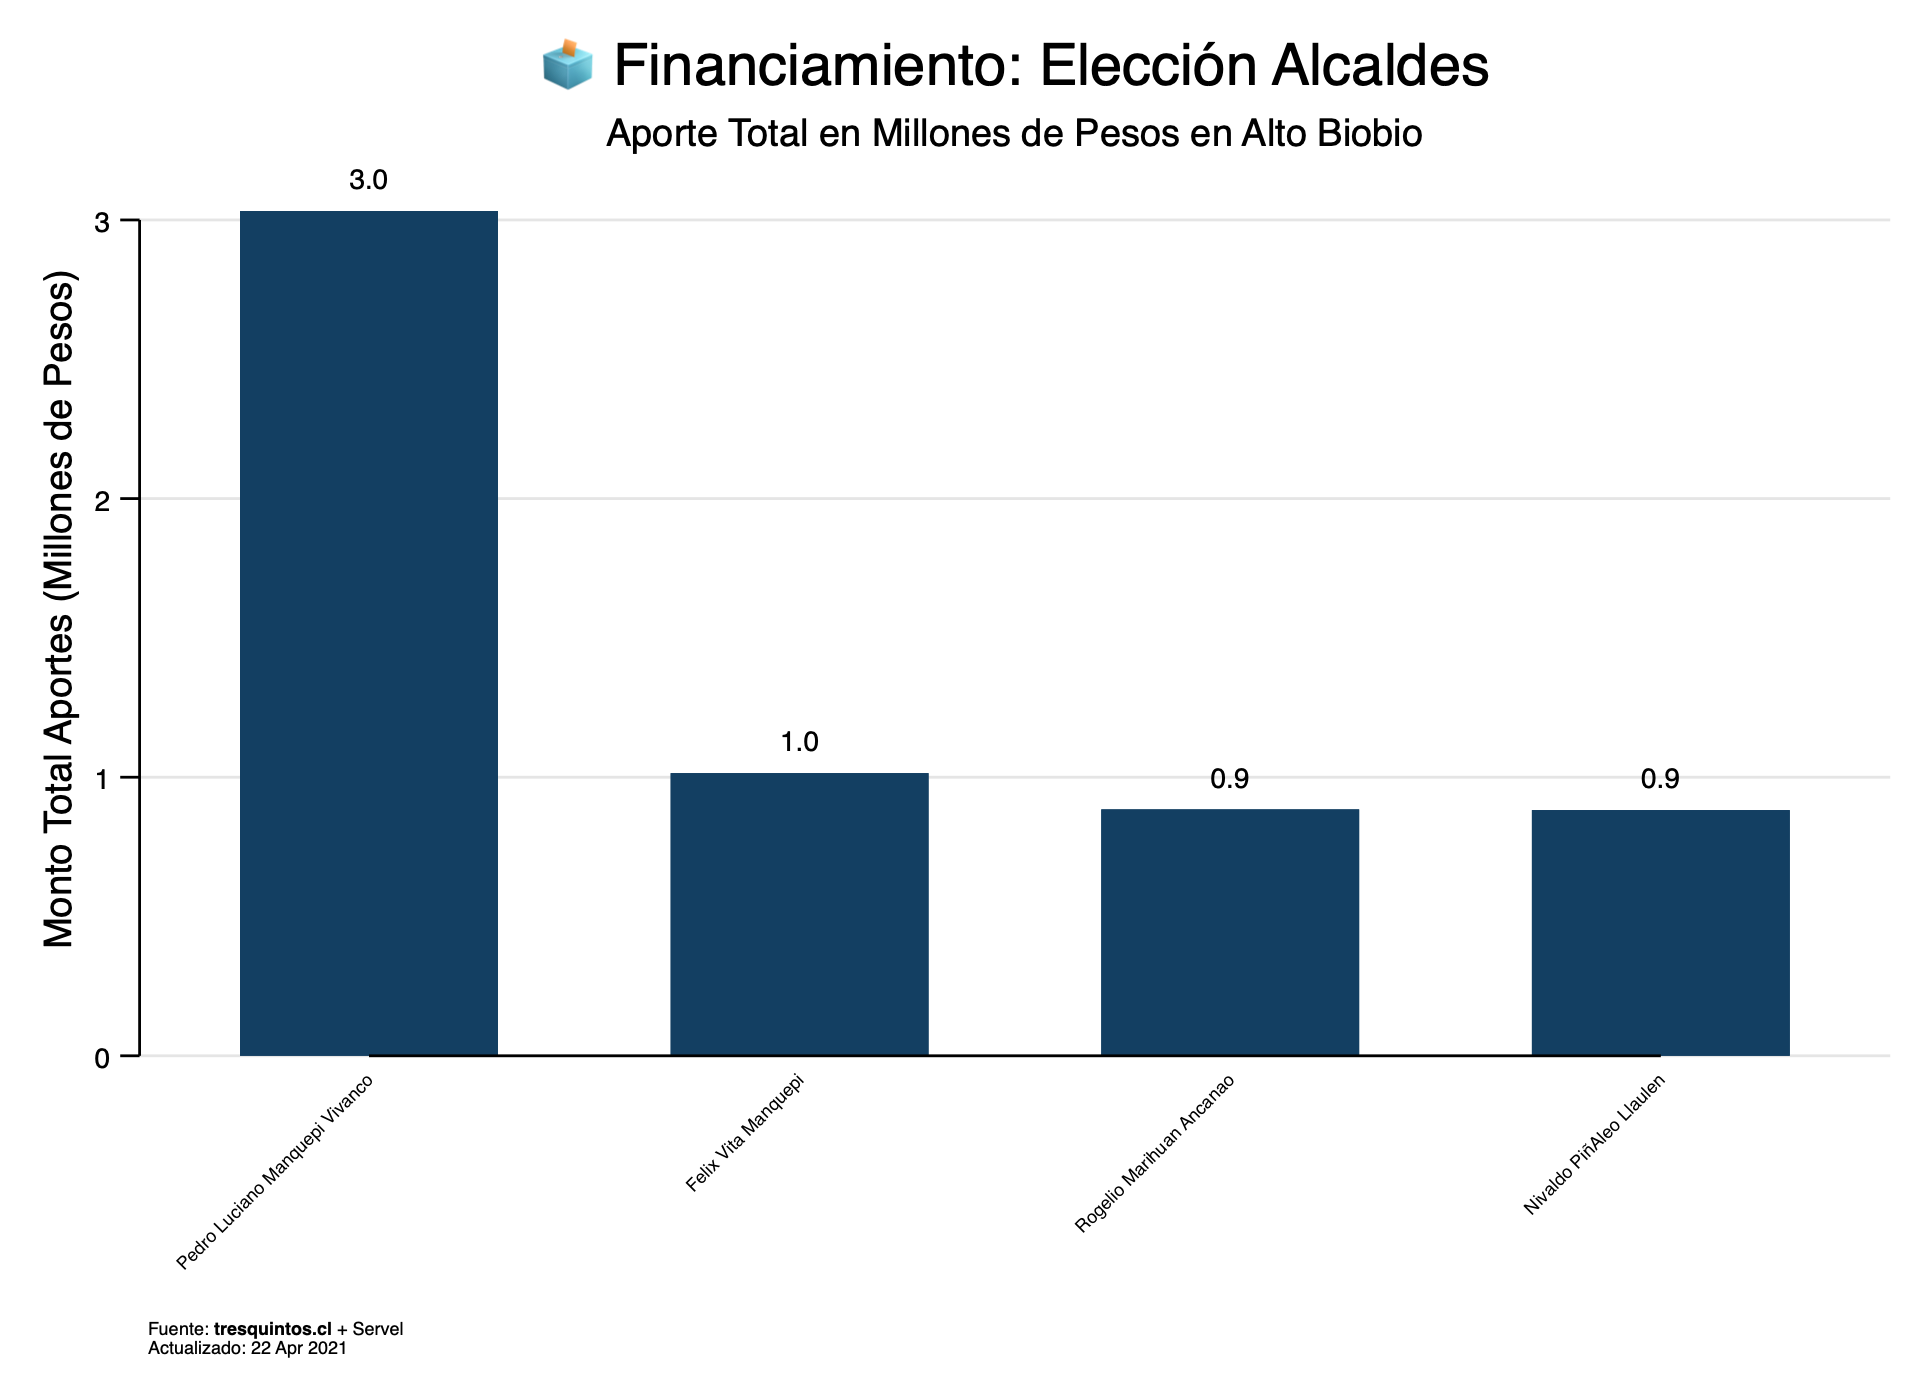 Financiamiento: Elección Alcaldes
Aporte Total en Millones de Pesos en Alto Biobio
Monto Total Aportes (Millones de Pesos)
3
2
1
0
3.0
1.0
0.9
0.9
Pedro Luciano Manquepi Vivanco
Felix Vita Manquepi
Rogelio Marihuan Ancanao
Nivaldo PiñAleo Llaulen
Fuente: tresquintos.cl + Servel
Actualizado: 22 Apr 2021